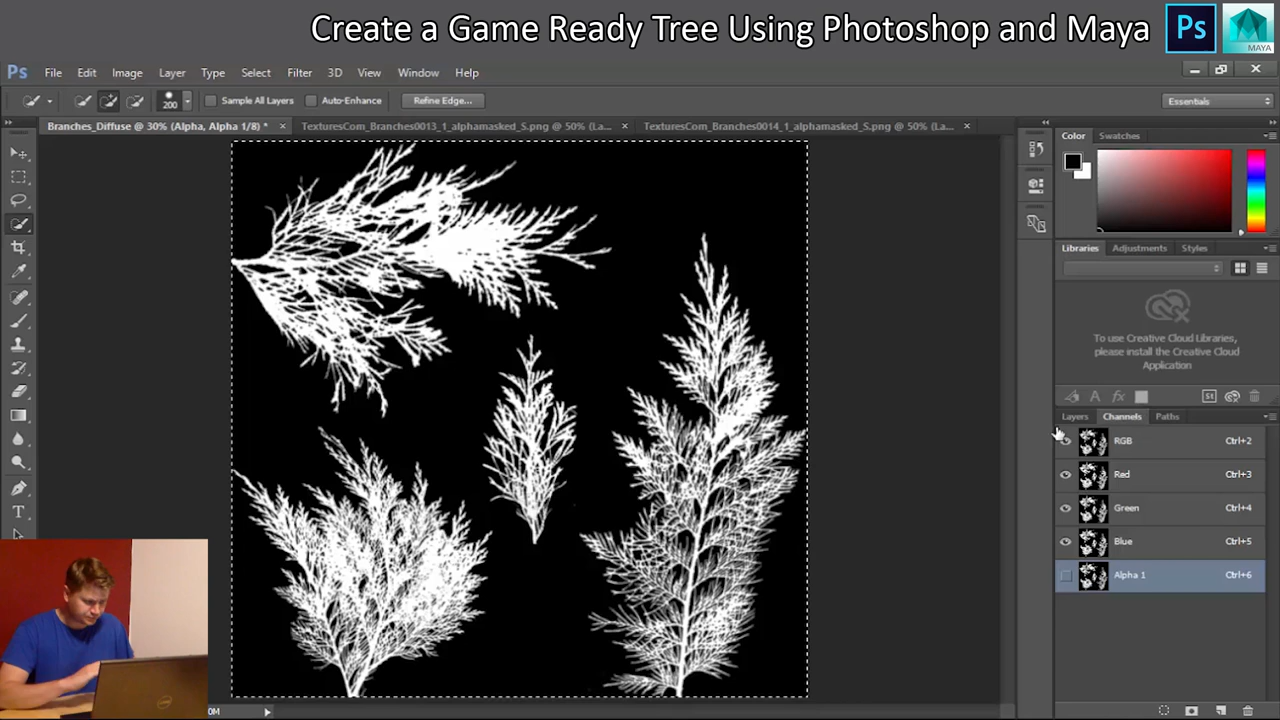 Create a Game Ready Tree Using Photoshop and Maya
Ps
MAYA
Ps File Edit Image Layer Type Select Filter 3D View Window Help
200 Sample All Layers Auto-Enhance Refine Edge... Essentials
Branches_Diffuse @ 30% (Alpha, Alpha 1/8) * TexturesCom_Branches0013_1_alphamasked_S.png @ 50% (La... TexturesCom_Branches0014_1_alphamasked_S.png @ 50% (La...
Color Swatches
Libraries Adjustments Styles
To use Creative Cloud Libraries,
please install the Creative Cloud
Application
A fx St
Layers Channels Paths
RGB Ctrl+2
Red Ctrl+3
Green Ctrl+4
Blue Ctrl+5
Alpha 1 Ctrl+6
T
0M